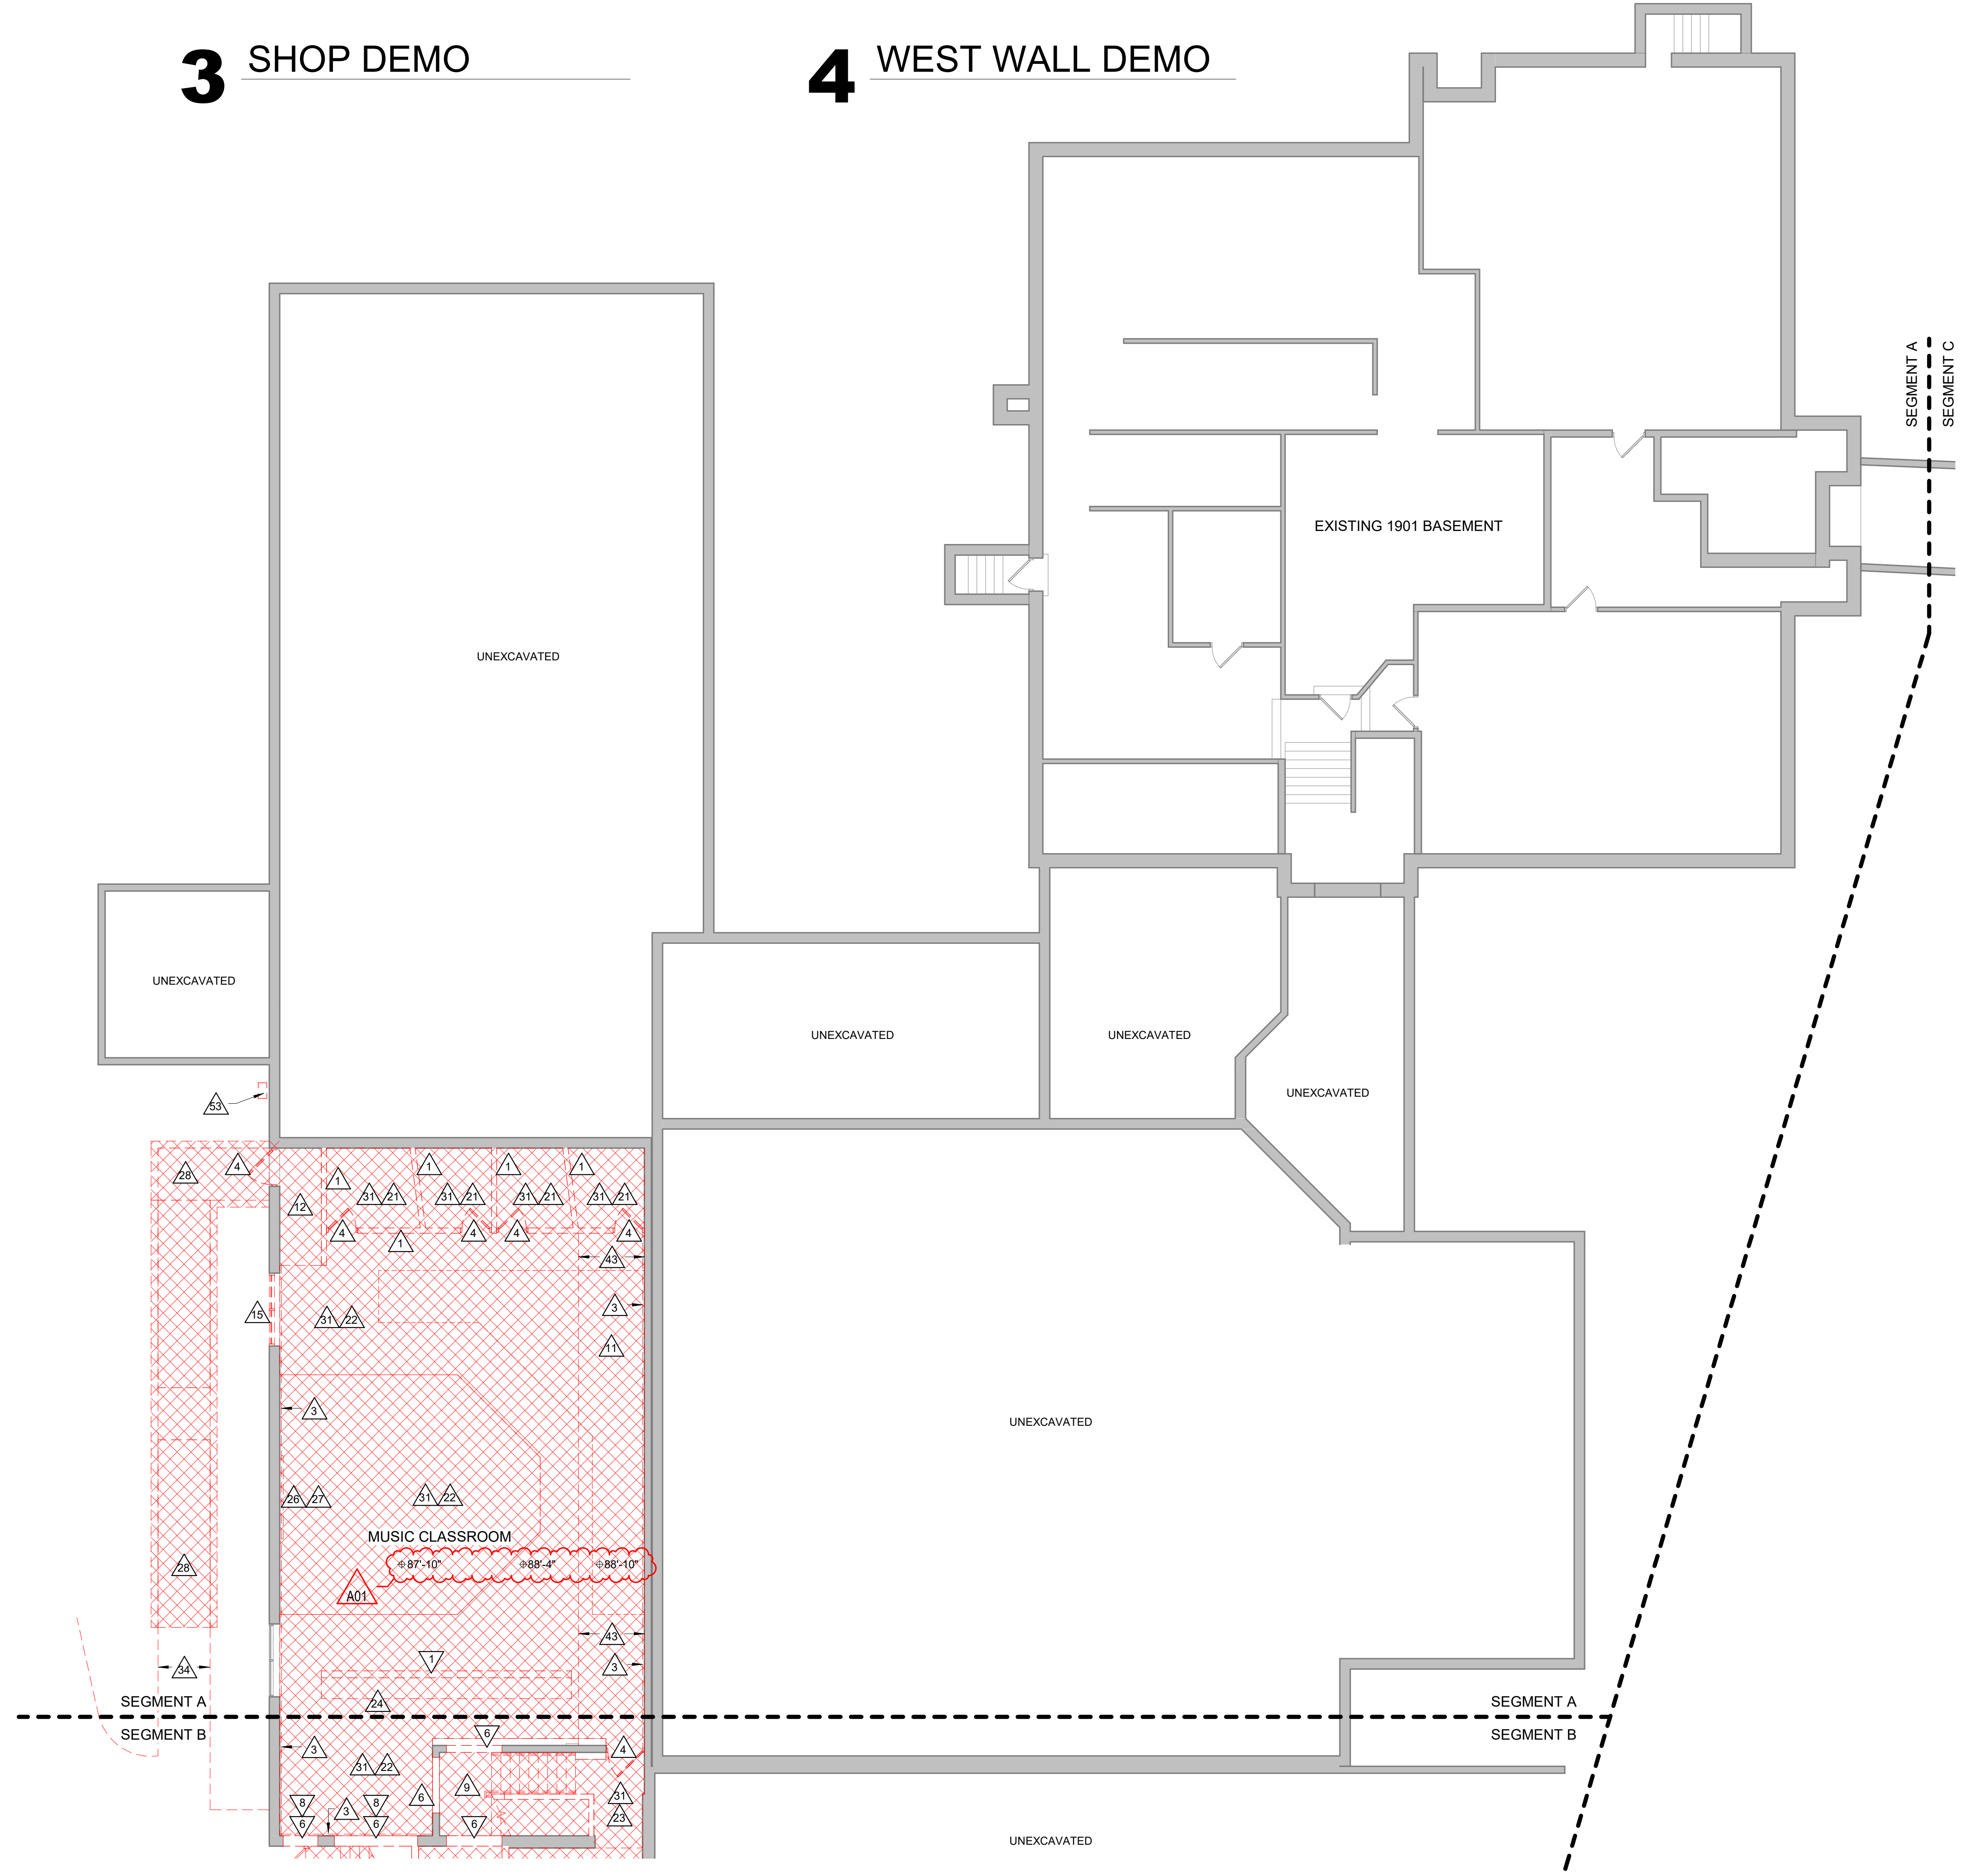 3 SHOP DEMO
4 WEST WALL DEMO
SEGMENT A
SEGMENT C
EXISTING 1901 BASEMENT
UNEXCAVATED
UNEXCAVATED
UNEXCAVATED
UNEXCAVATED
UNEXCAVATED
53
28 4 1 1 1 1
12 31 21 31 21 31 21 31 21
4 1 4 4 4
43
15 31 22 3
11
3
UNEXCAVATED
26 27 31 22
MUSIC CLASSROOM
28 87'-10" 88'-4" 88'-10"
A01
43
34 1 3
SEGMENT A 24 SEGMENT A
SEGMENT B 6 SEGMENT B
3 4
31 22
9 6 31
8 3 8 23
6 6 6
UNEXCAVATED